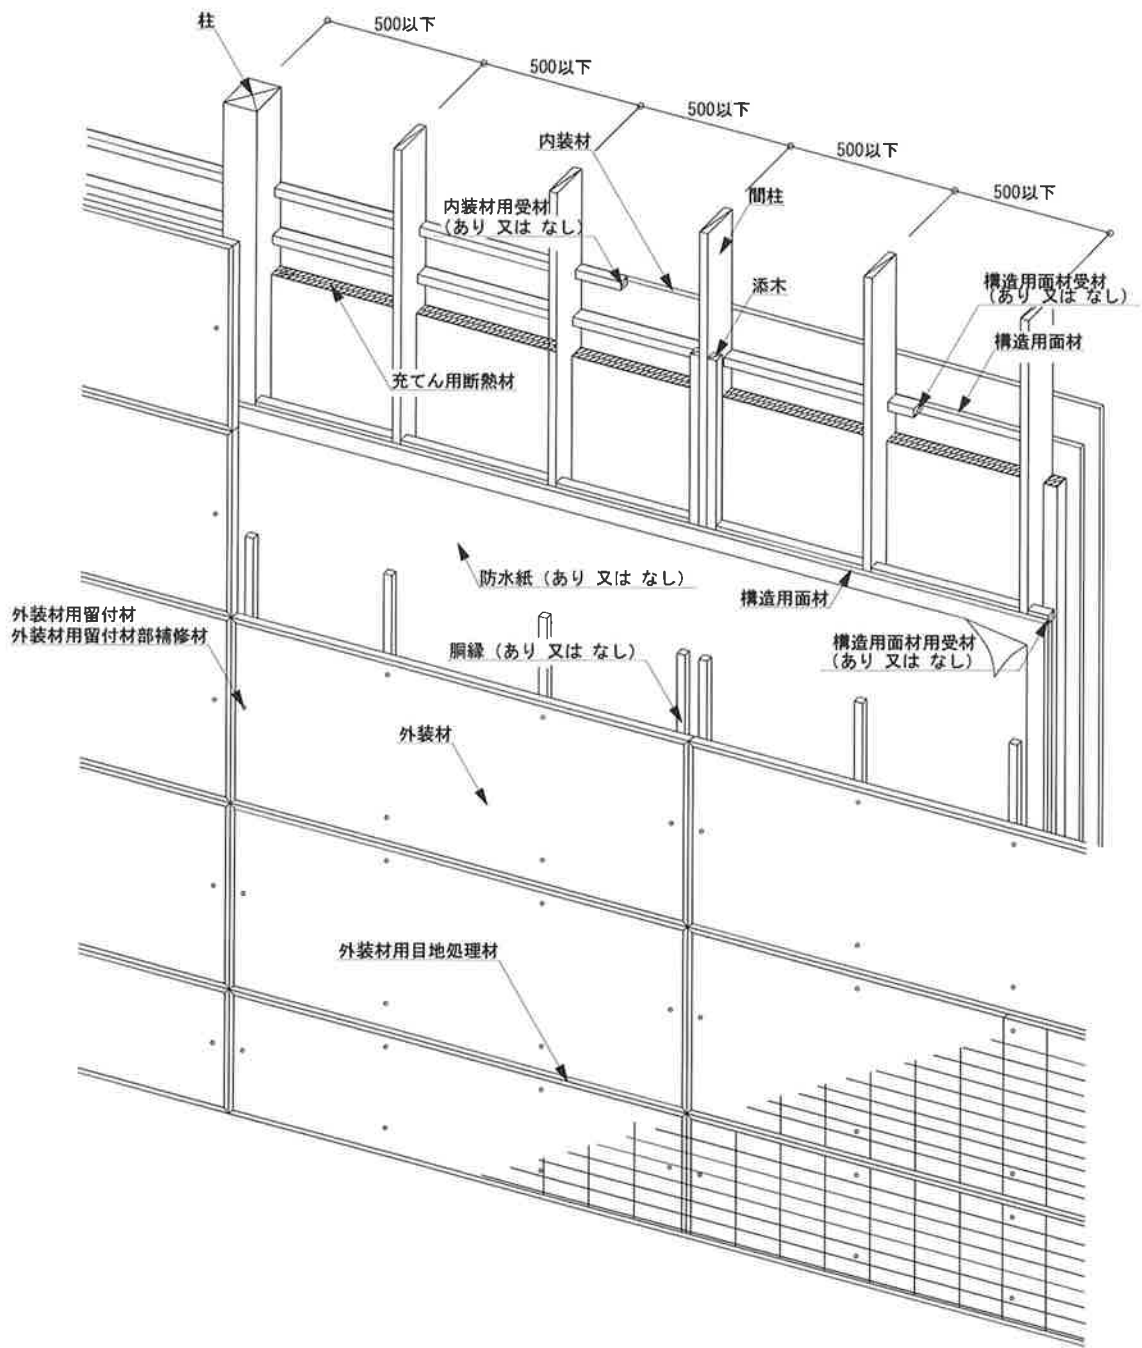 柱
500以下
500以下
500以下
500以下
500以下
内装材
間柱
内装材用受材
(あり 又は なし)
添木
構造用面材受材
(あり 又は なし)
構造用面材
充てん用断熱材
防水紙 (あり 又は なし)
構造用面材
外装材用留付材
外装材用留付材部補修材
胴縁 (あり 又は なし)
構造用面材用受材
(あり 又は なし)
外装材
外装材用目地処理材